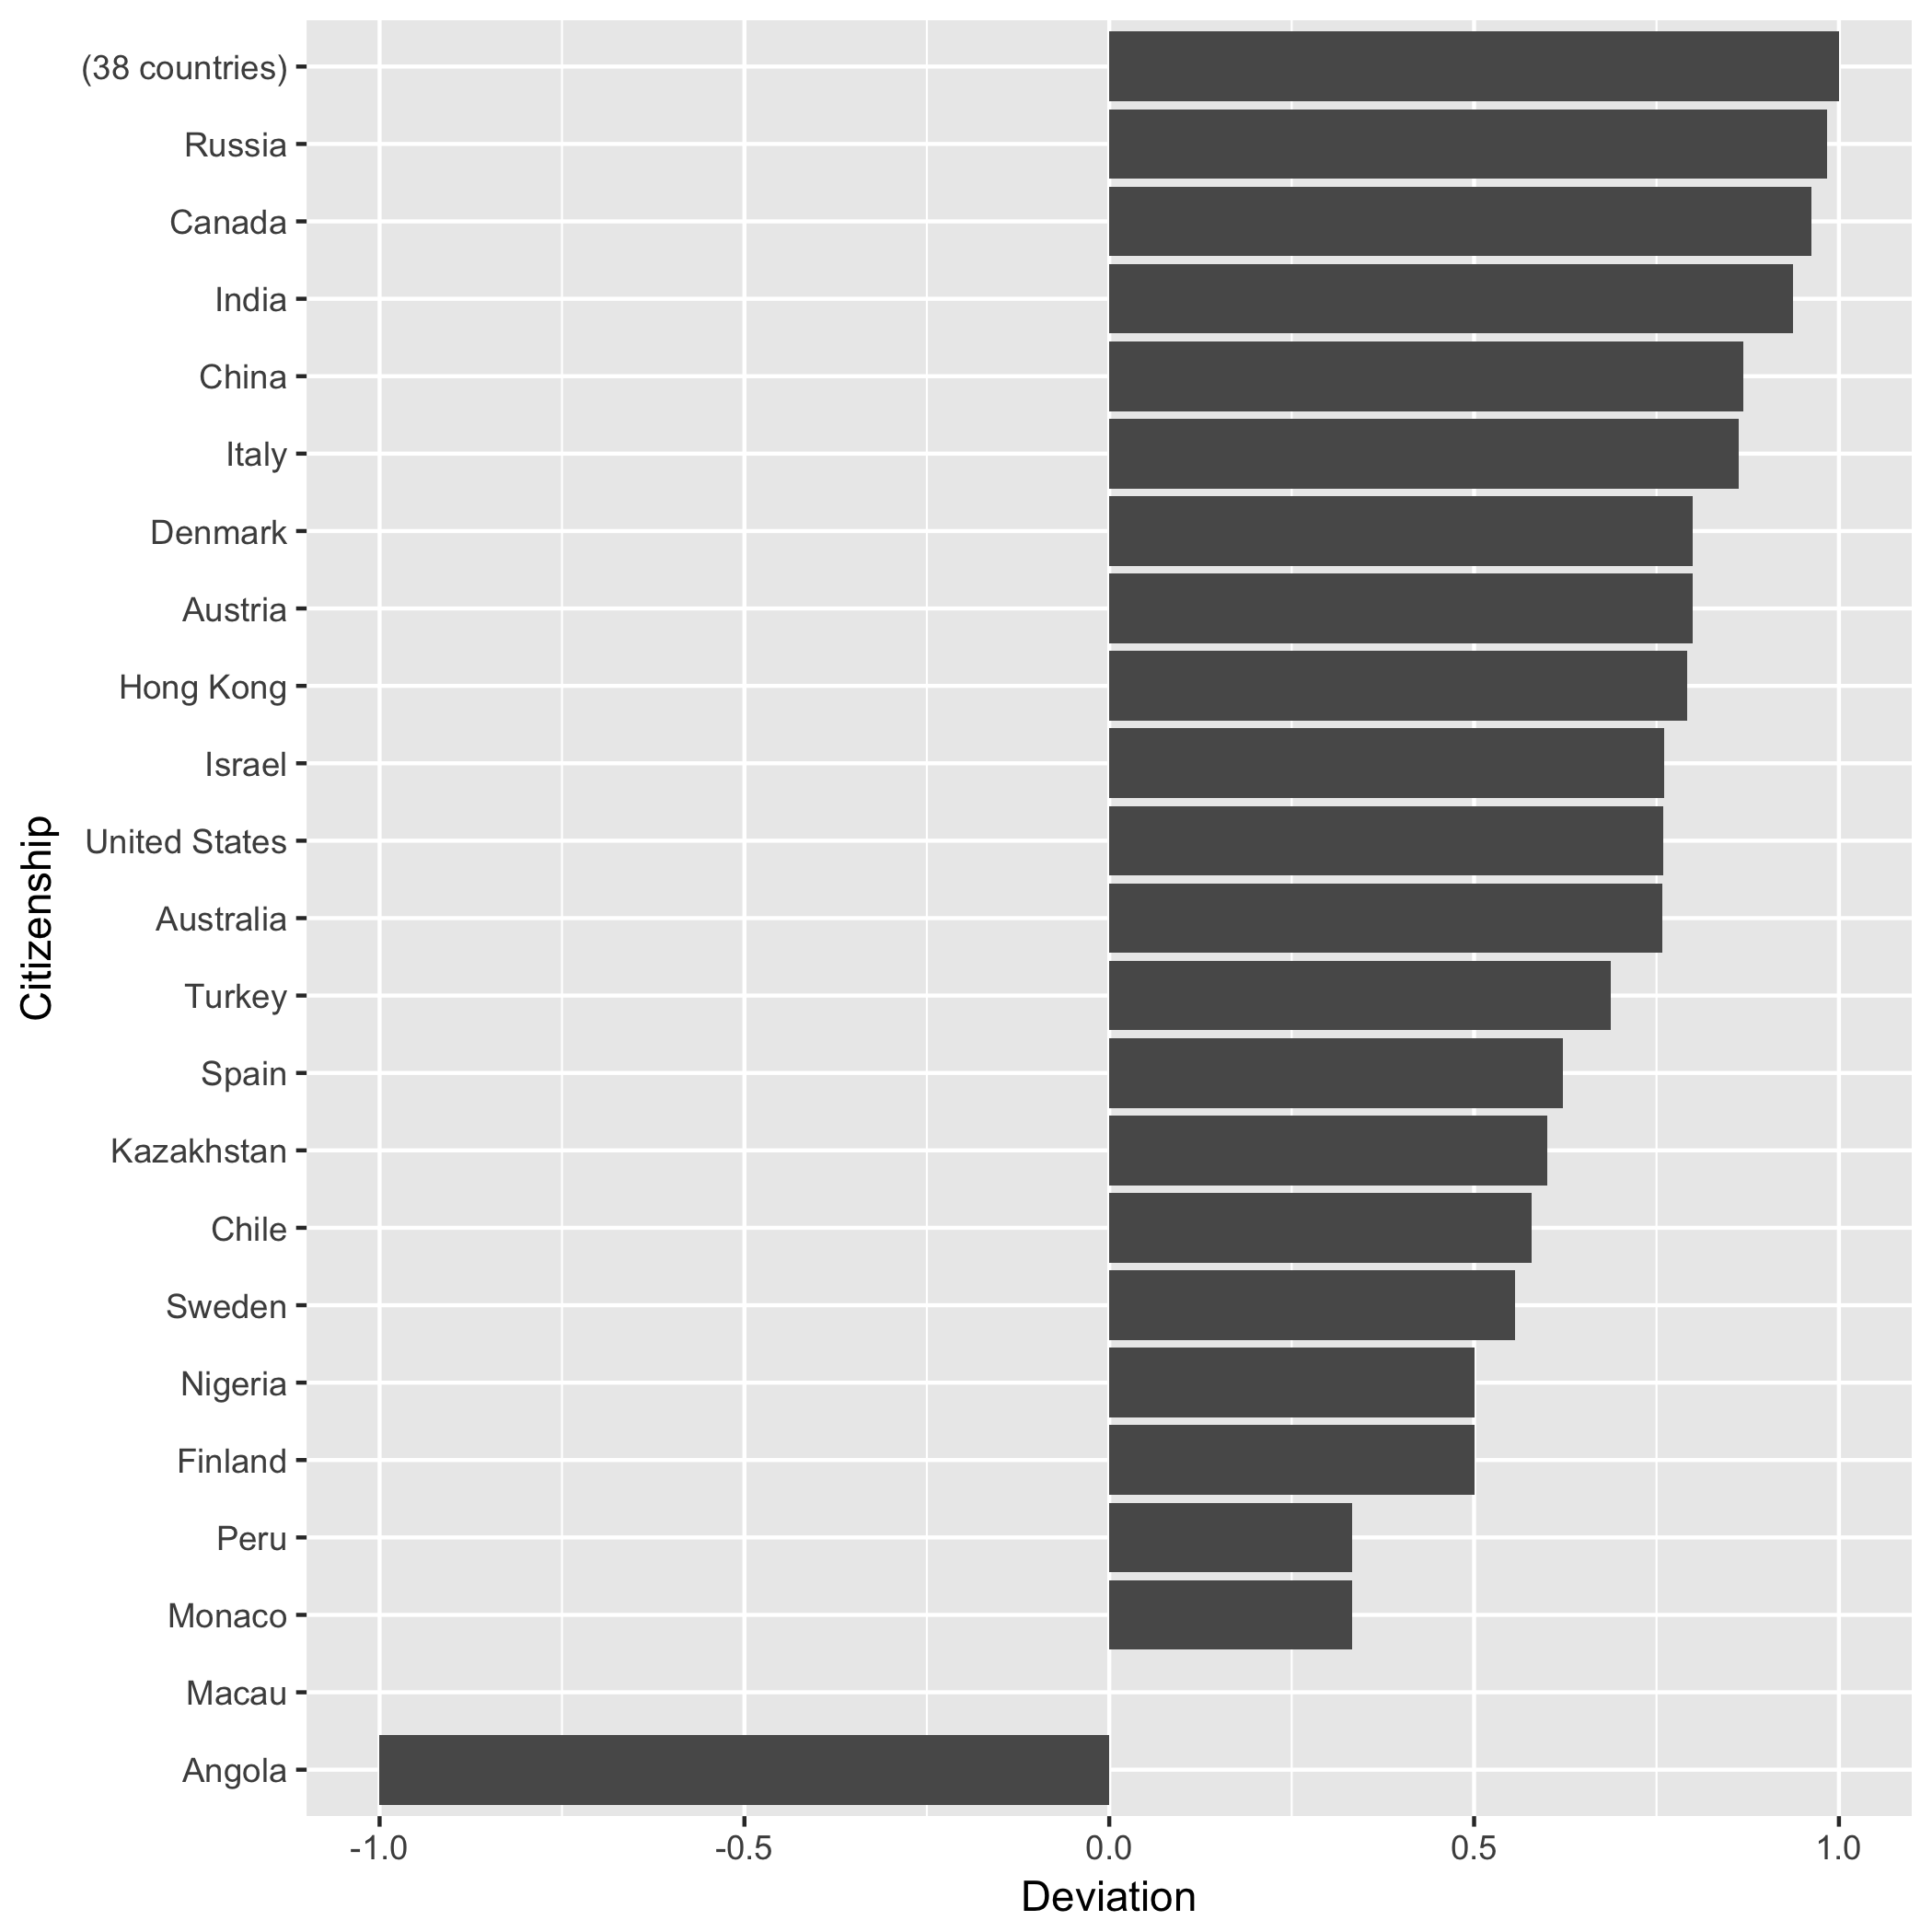 (38 countries)
Russia
Canada
India
China
Italy
Denmark
Austria
Hong Kong
Israel
United States
Australia
Turkey
Spain
Kazakhstan
Chile
Sweden
Nigeria
Finland
Peru
Monaco
Macau
Angola
Citizenship
-1.0 -0.5 0.0 0.5 1.0
Deviation